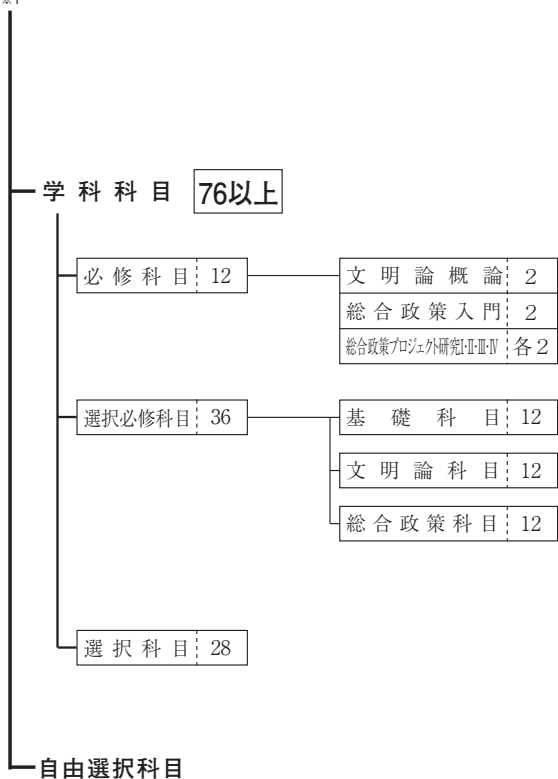 学科科目 76以上
必修科目 12
文明論概論 2
総合政策入門 2
総合政策プロジェクト研究Ⅰ・Ⅱ・Ⅲ・Ⅳ 各2
選択必修科目 36
基礎科目 12
文明論科目 12
総合政策科目 12
選択科目 28
自由選択科目